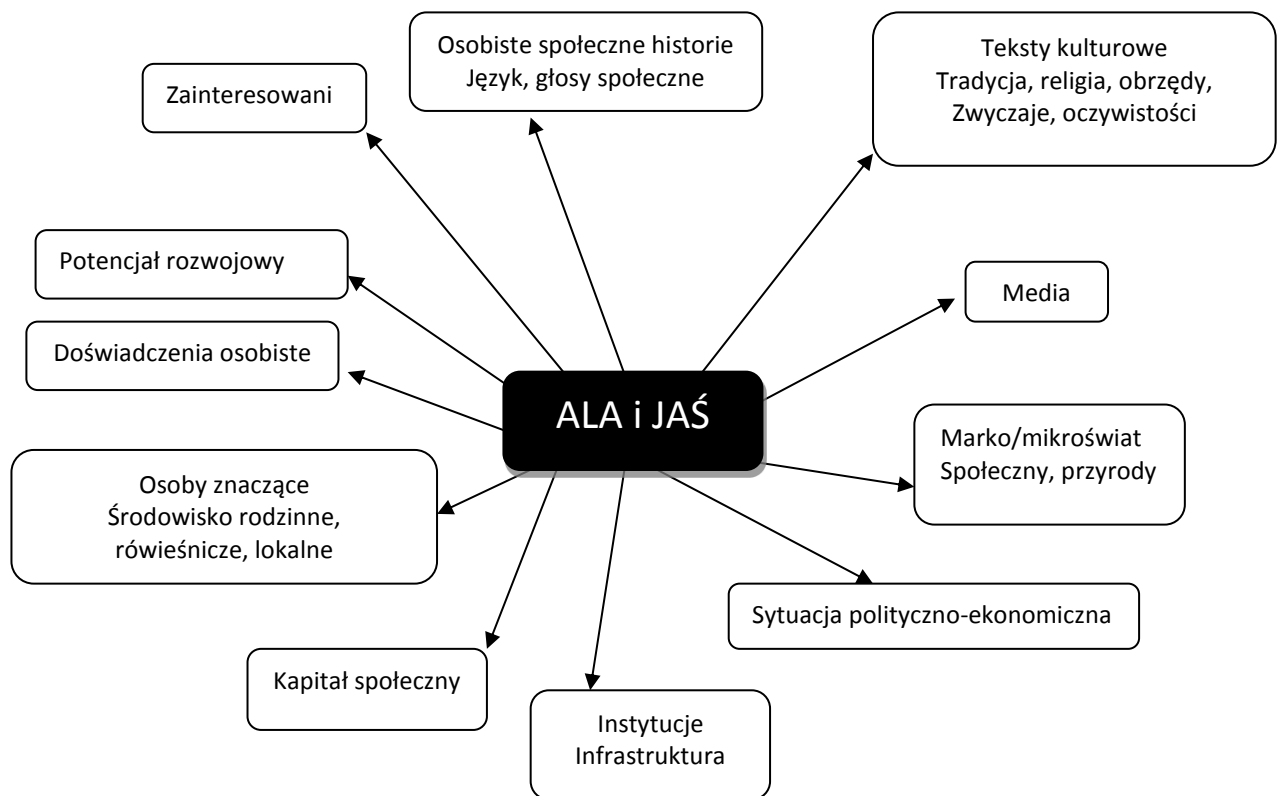 Osobiste społeczne historie
Język, głosy społeczne
Teksty kulturowe
Tradycja, religia, obrzędy,
Zwyczaje, oczywistości
Zainteresowani
Potencjał rozwojowy
Media
Doświadczenia osobiste
ALA i JAŚ
Marko/mikroświat
Społeczny, przyrody
Osoby znaczące
Środowisko rodzinne,
rówieśnicze, lokalne
Sytuacja polityczno-ekonomiczna
Kapitał społeczny
Instytucje
Infrastruktura